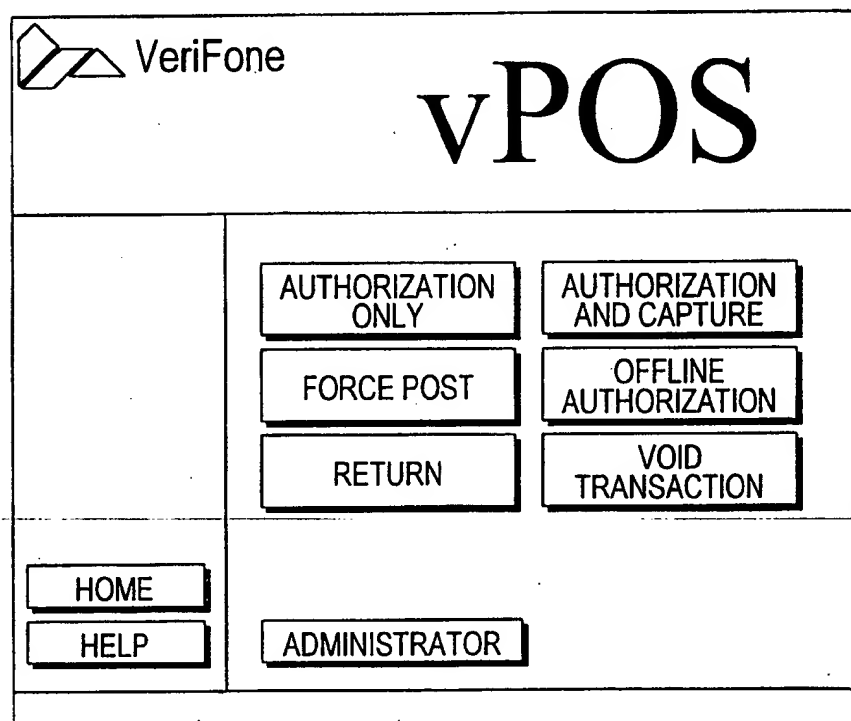 VeriFone
vPOS
AUTHORIZATION
ONLY
AUTHORIZATION
AND CAPTURE
FORCE POST
OFFLINE
AUTHORIZATION
RETURN
VOID
TRANSACTION
HOME
HELP
ADMINISTRATOR